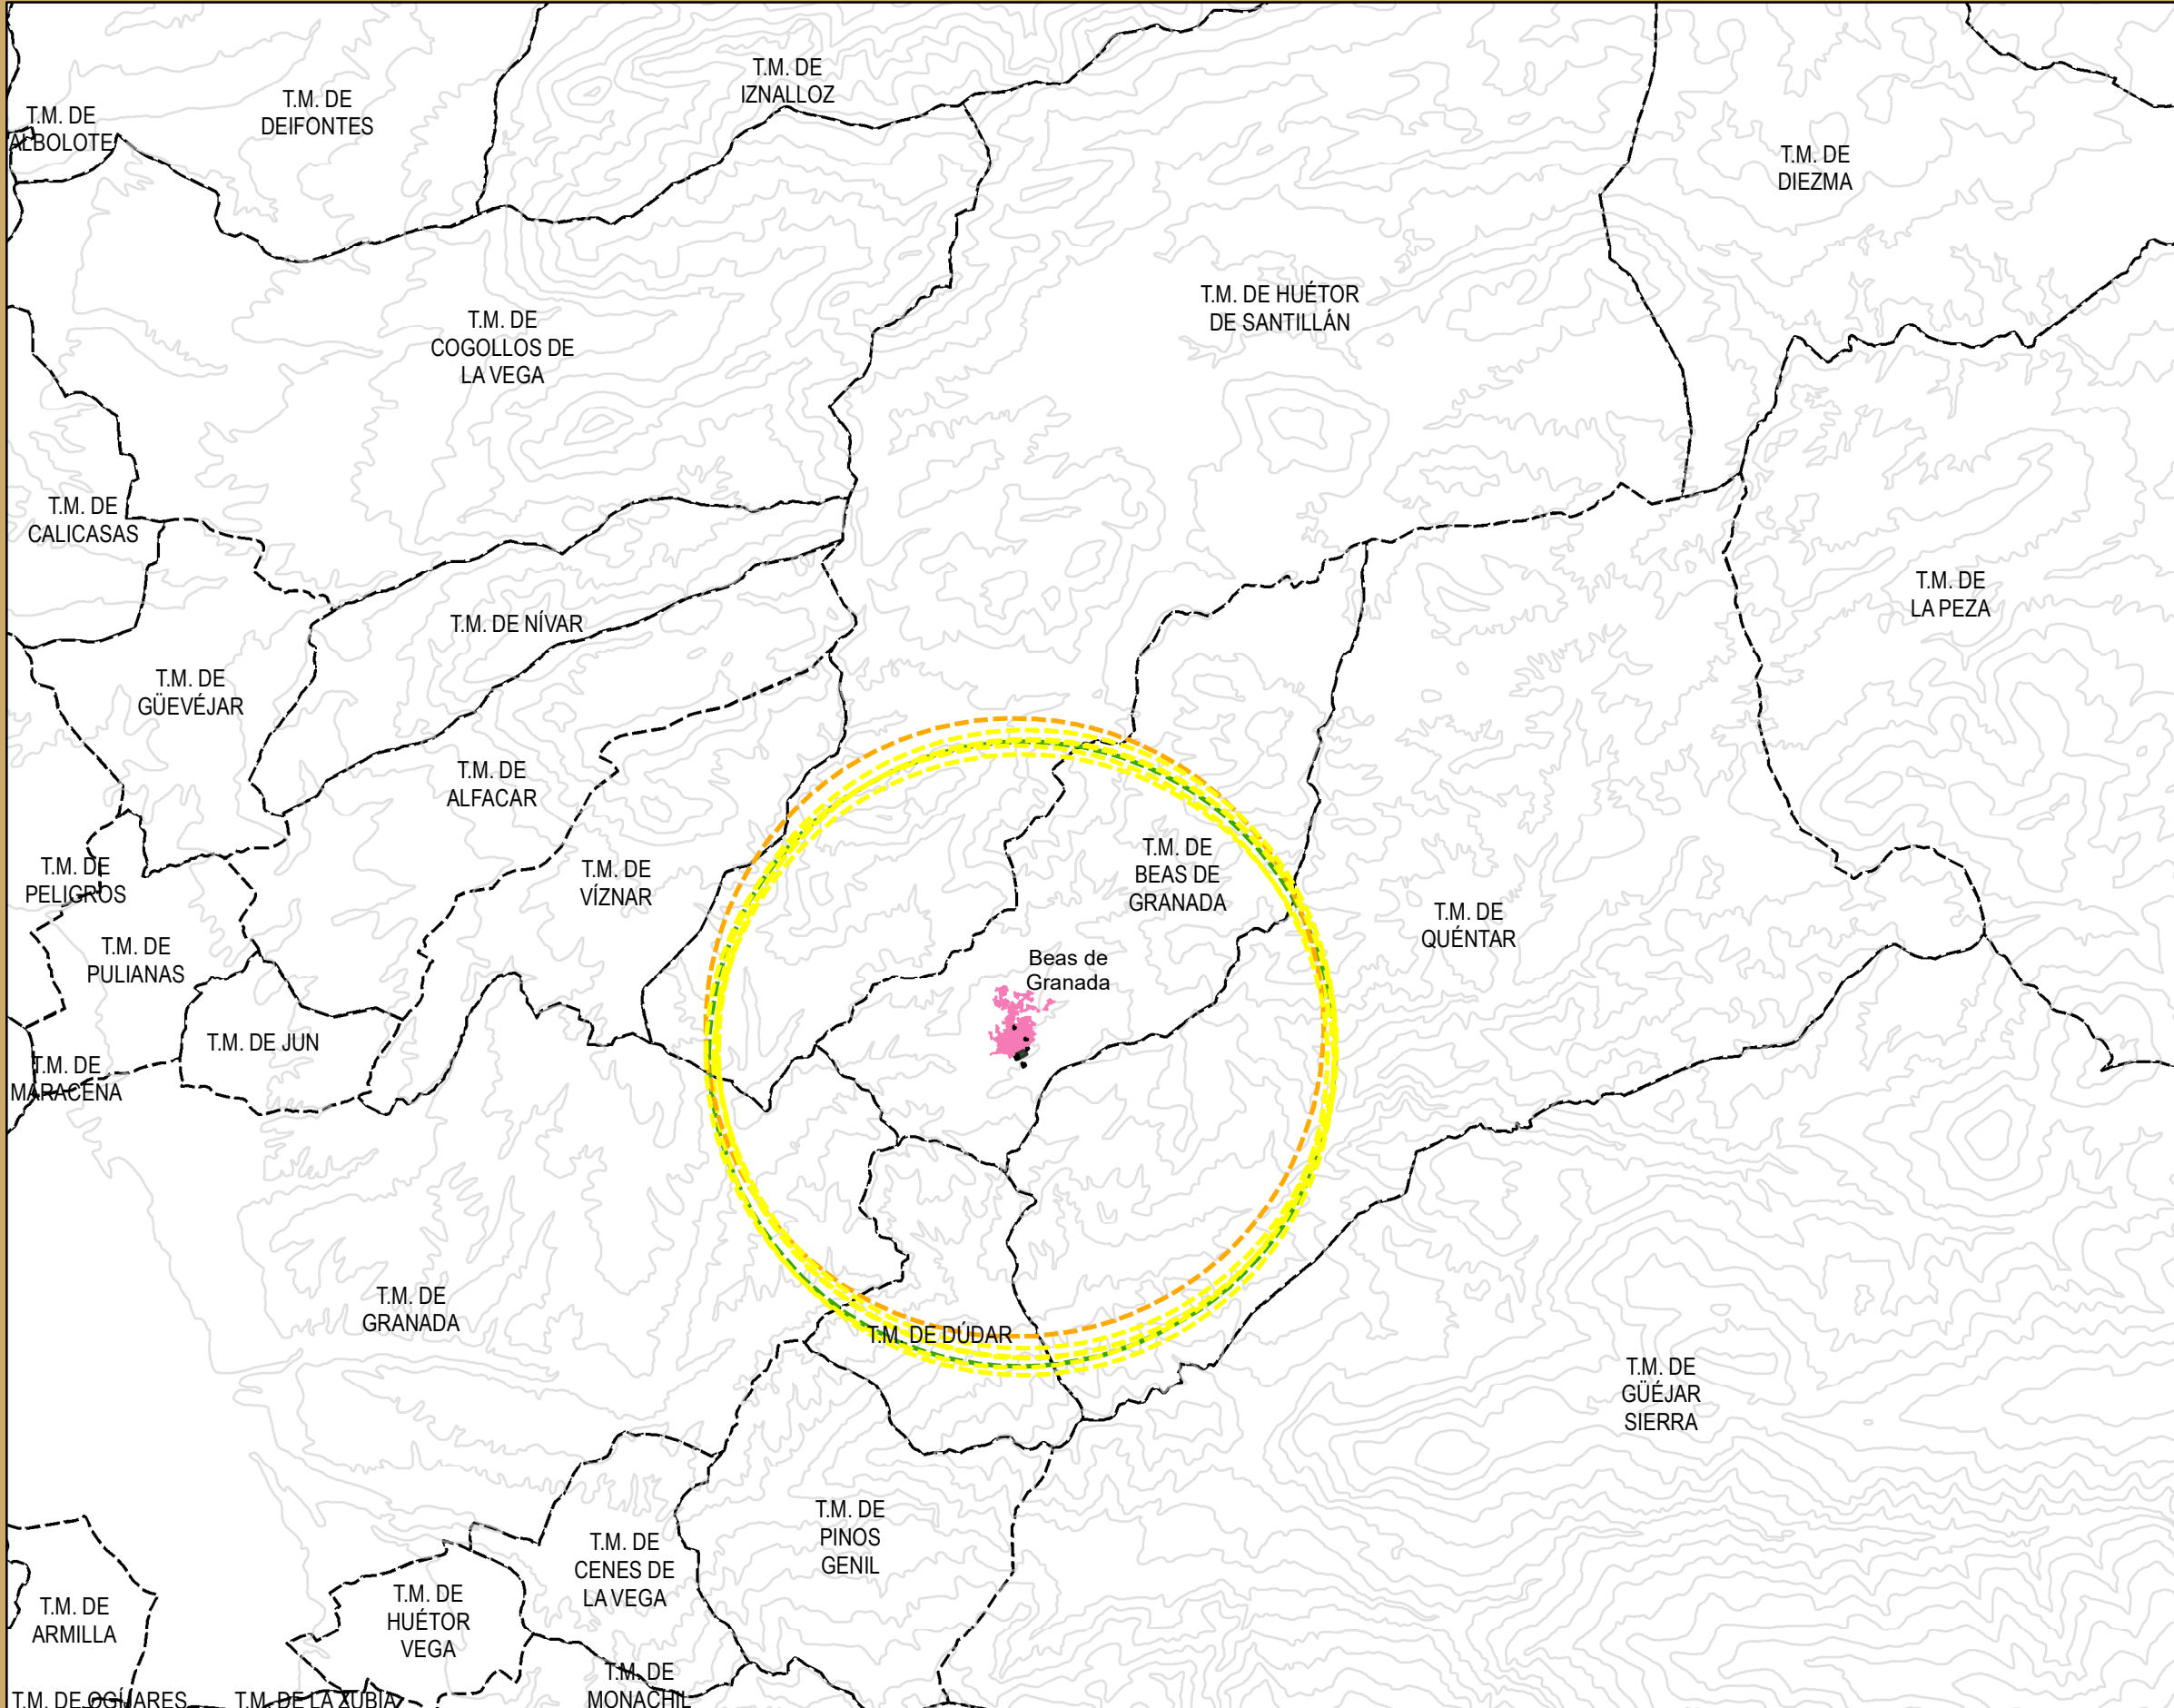 T.M. DE
IZNALLOZ
T.M. DE
DEIFONTES
T.M. DE
ALBOLOTE
T.M. DE
DIEZMA
T.M. DE HUÉTOR
DE SANTILLÁN
T.M. DE
COGOLLOS DE
LA VEGA
T.M. DE
CALICASAS
T.M. DE
LA PEZA
T.M. DE NÍVAR
T.M. DE
GÜEVÉJAR
T.M. DE
ALFACAR
T.M. DE
BEAS DE
GRANADA
T.M. DE
PELIGROS
T.M. DE
VÍZNAR
T.M. DE
QUÉNTAR
T.M. DE
PULIANAS
Beas de
Granada
T.M. DE JUN
T.M. DE
MARACENA
T.M. DE
GRANADA
T.M. DE DÚDAR
T.M. DE
GÜÉJAR
SIERRA
T.M. DE
PINOS
GENIL
T.M. DE
CENES DE
LA VEGA
T.M. DE
HUÉTOR
VEGA
T.M. DE
ARMILLA
T.M. DE
MONACHIL
T.M. DE OGÍJARES
T.M. DE LA ZUBIA